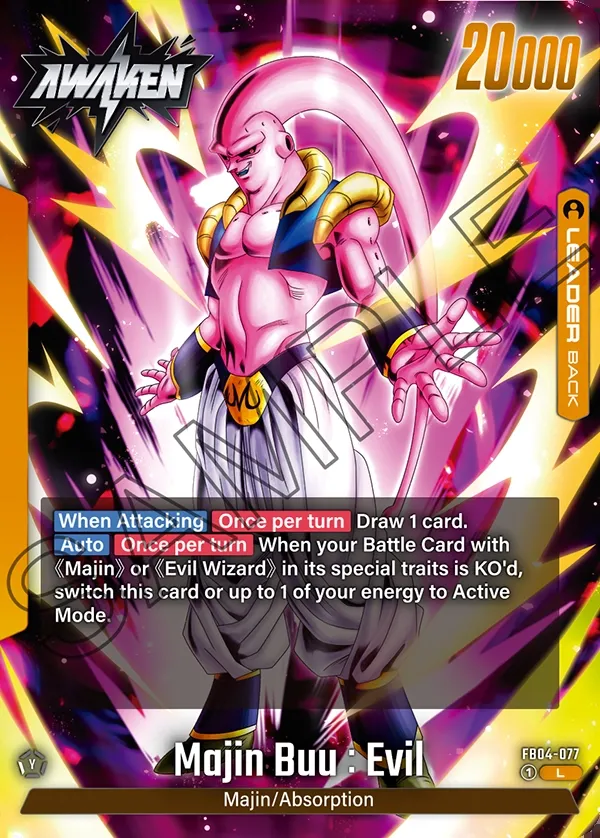 AWAKEN
20000
LEADER BACK
When Attacking Once per turn Draw 1 card.
Auto Once per turn When your Battle Card with
《Majin》 or 《Evil Wizard》 in its special traits is KO'd,
switch this card or up to 1 of your energy to Active
Mode.
SAMPLE
Majin Buu : Evil
FB04-077
Y
1 L
Majin/Absorption